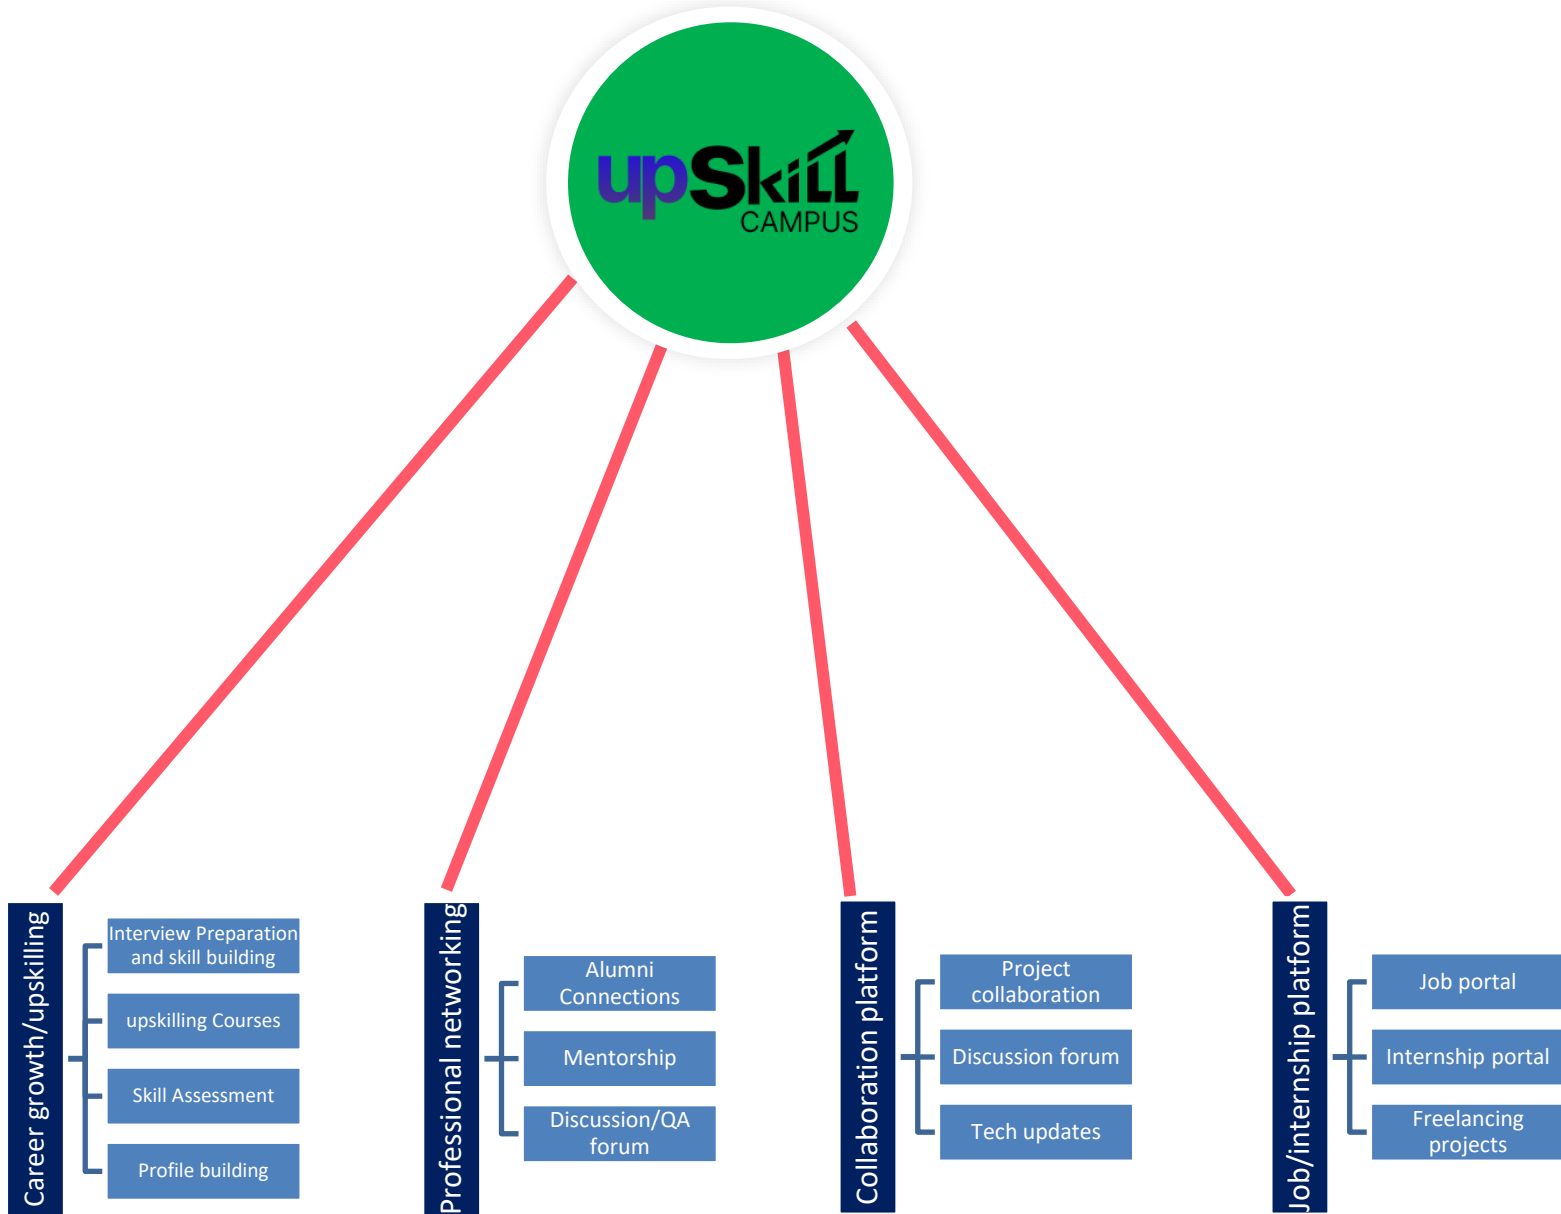 upSkill
CAMPUS
Career growth/upskilling
Interview Preparation
and skill building
upskilling Courses
Skill Assessment
Profile building
Professional networking
Alumni
Connections
Mentorship
Discussion/QA
forum
Collaboration platform
Project
collaboration
Discussion forum
Tech updates
Job/internship platform
Job portal
Internship portal
Freelancing
projects